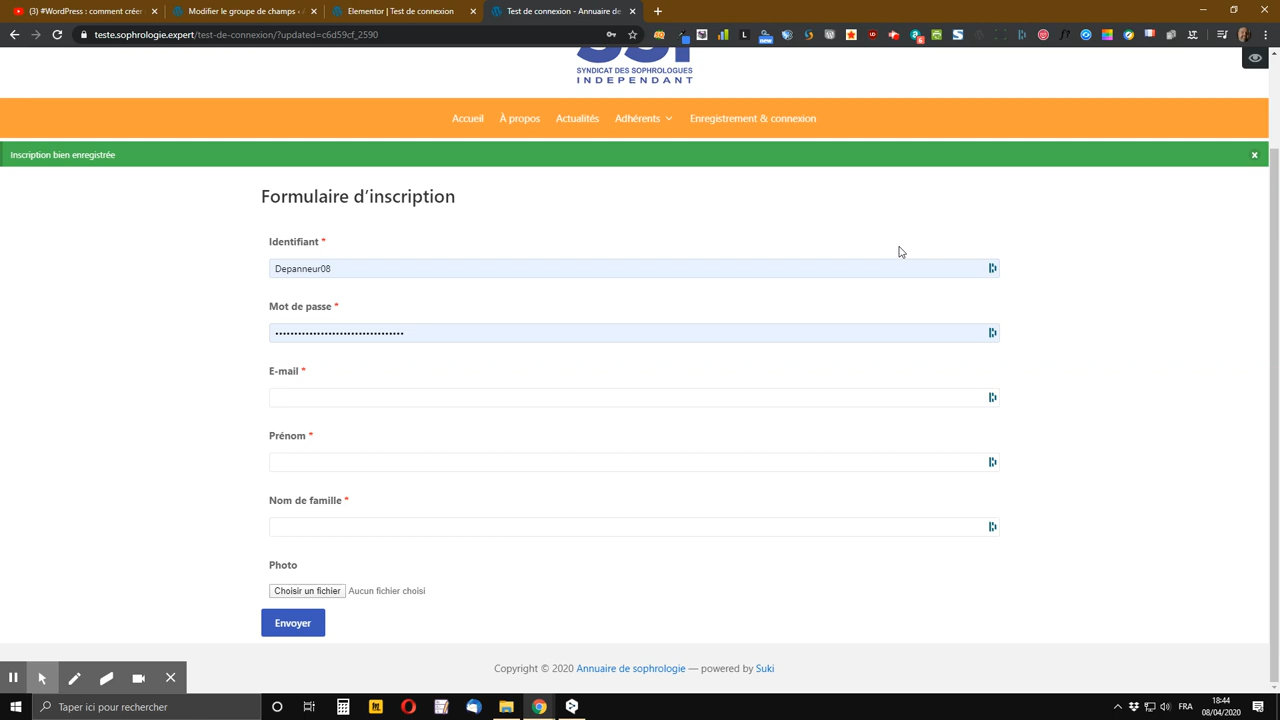 (3) #WordPress : comment créer
Modifier le groupe de champs ‹ A
Elementor | Test de connexion
Test de connexion - Annuaire de
teste.sophrologie.expert/test-de-connexion/?updated=c6d59cf_2590
SYNDICAT DES SOPHROLOGUES
INDEPENDANT
Accueil À propos Actualités Adhérents Enregistrement & connexion
Inscription bien enregistrée
Formulaire d’inscription
Identifiant *
Depanneur08
Mot de passe *
E-mail *
Prénom *
Nom de famille *
Photo
Choisir un fichier Aucun fichier choisi
Envoyer
Copyright © 2020 Annuaire de sophrologie — powered by Suki
Taper ici pour rechercher
FRA
18:44
08/04/2020